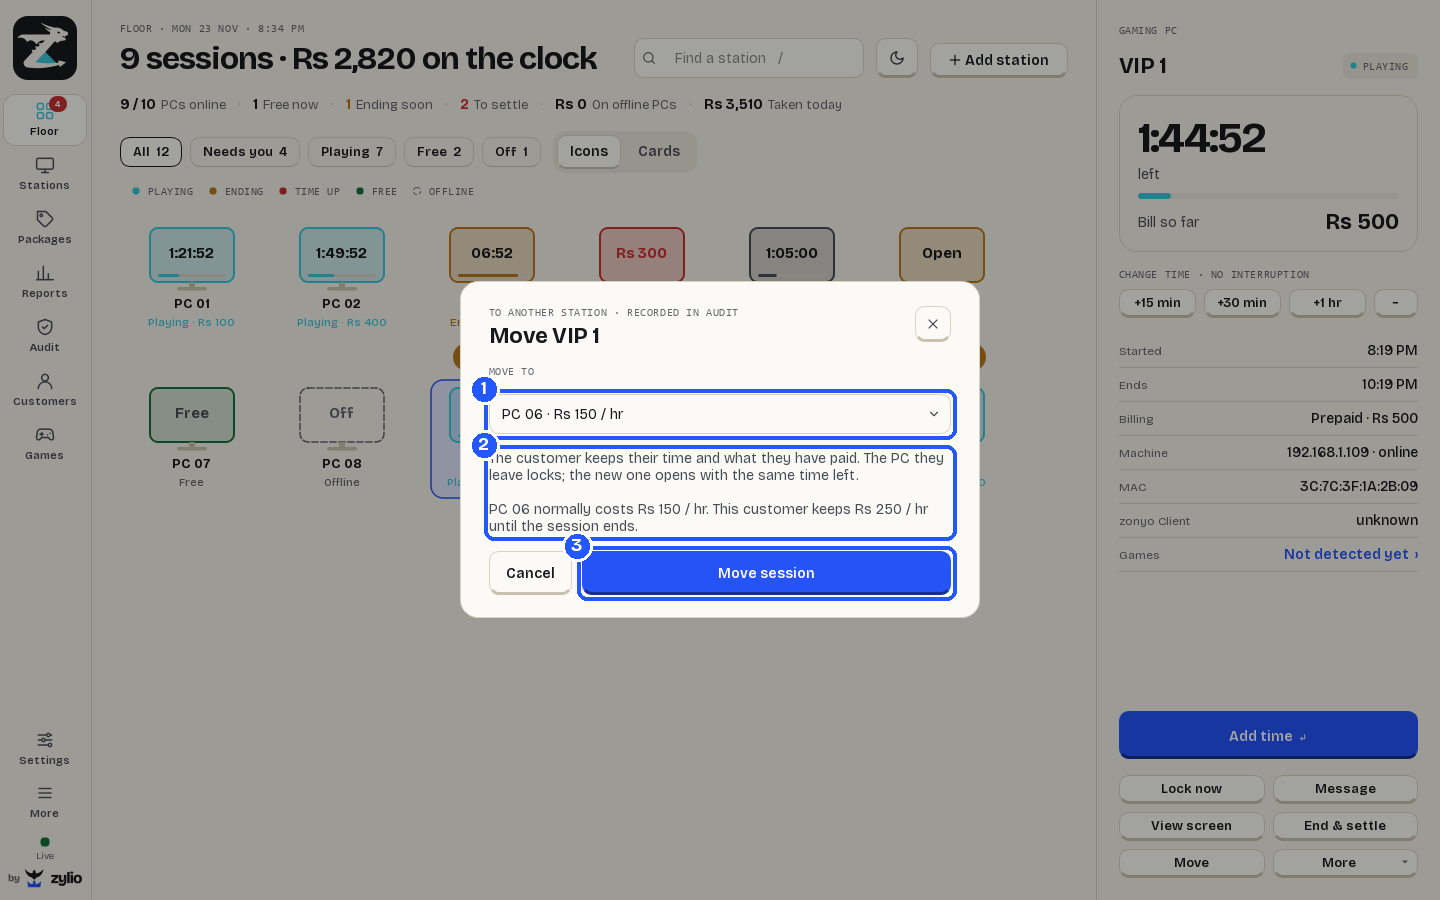 4
Floor
Stations
Packages
Reports
Audit
Customers
Games
Settings
More
Live
by zylio
FLOOR · MON 23 NOV · 8:34 PM
9 sessions · Rs 2,820 on the clock
Find a station /
+ Add station
9 / 10 PCs online · 1 Free now · 1 Ending soon · 2 To settle · Rs 0 On offline PCs · Rs 3,510 Taken today
All 12
Needs you 4
Playing 7
Free 2
Off 1
Icons
Cards
PLAYING
ENDING
TIME UP
FREE
OFFLINE
1:21:52
1:49:52
06:52
Rs 300
1:05:00
Open
PC 01
PC 02
Playing · Rs 100
Playing · Rs 400
Free
Off
PC 07
PC 08
Free
Offline
TO ANOTHER STATION · RECORDED IN AUDIT
Move VIP 1
MOVE TO
1
PC 06 · Rs 150 / hr
2
The customer keeps their time and what they have paid. The PC they
leave locks; the new one opens with the same time left.
PC 06 normally costs Rs 150 / hr. This customer keeps Rs 250 / hr
until the session ends.
3
Cancel
Move session
GAMING PC
VIP 1
PLAYING
1:44:52
left
Bill so far Rs 500
CHANGE TIME · NO INTERRUPTION
+15 min
+30 min
+1 hr
–
Started 8:19 PM
Ends 10:19 PM
Billing Prepaid · Rs 500
Machine 192.168.1.109 · online
MAC 3C:7C:3F:1A:2B:09
zonyo Client unknown
Games Not detected yet ›
Add time ↲
Lock now
Message
View screen
End & settle
Move
More